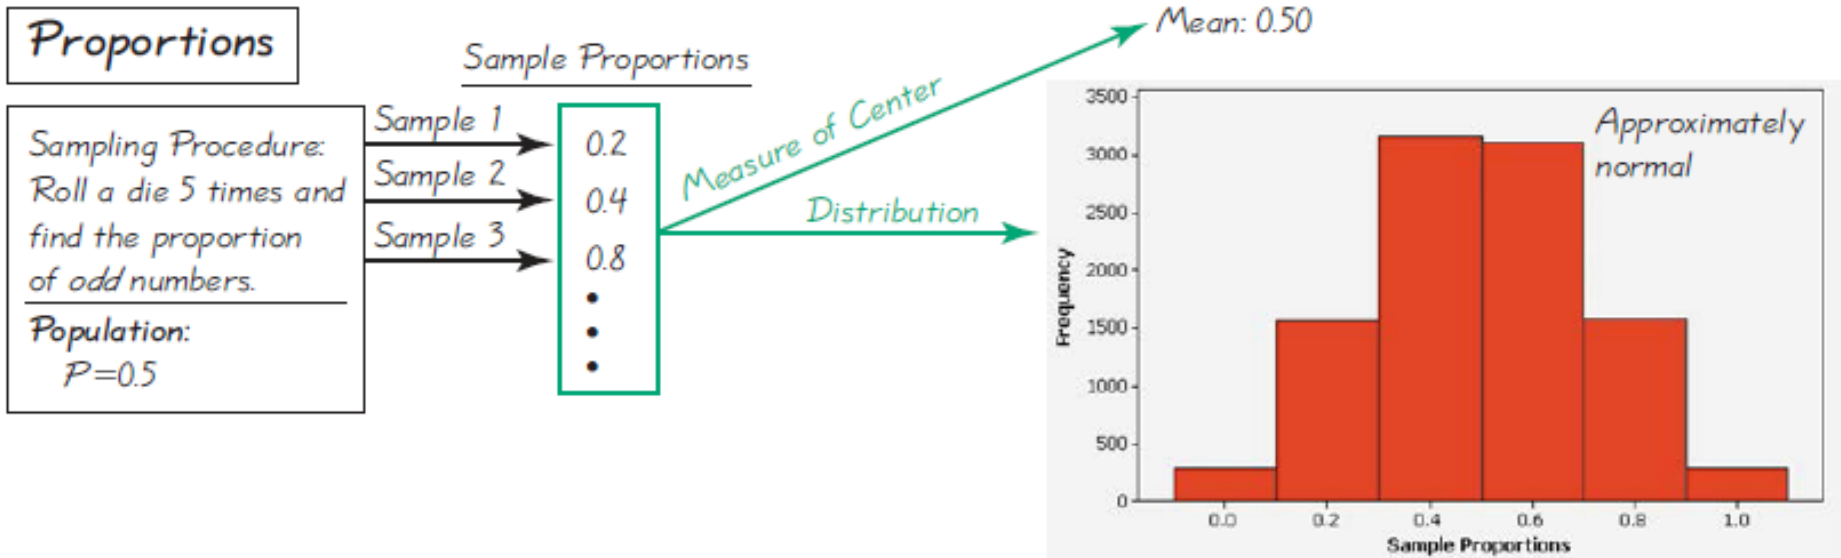 Proportions
Sampling Procedure:
Roll a die 5 times and
find the proportion
of odd numbers.
Population:
P=0.5
Sample 1
Sample 2
Sample 3
Sample Proportions
0.2
0.4
0.8
Measure of Center
Distribution
Mean: 0.50
Approximately
normal
Frequency
3500
3000
2500
2000
1500
1000
500
0
0.0 0.2 0.4 0.6 0.8 1.0
Sample Proportions